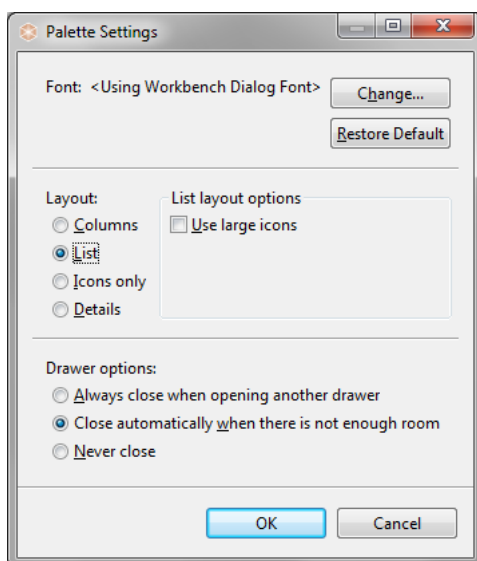 Palette Settings
Font: <Using Workbench Dialog Font>
Change...
Restore Default
Layout:
List layout options
Columns
Use large icons
List
Icons only
Details
Drawer options:
Always close when opening another drawer
Close automatically when there is not enough room
Never close
OK
Cancel